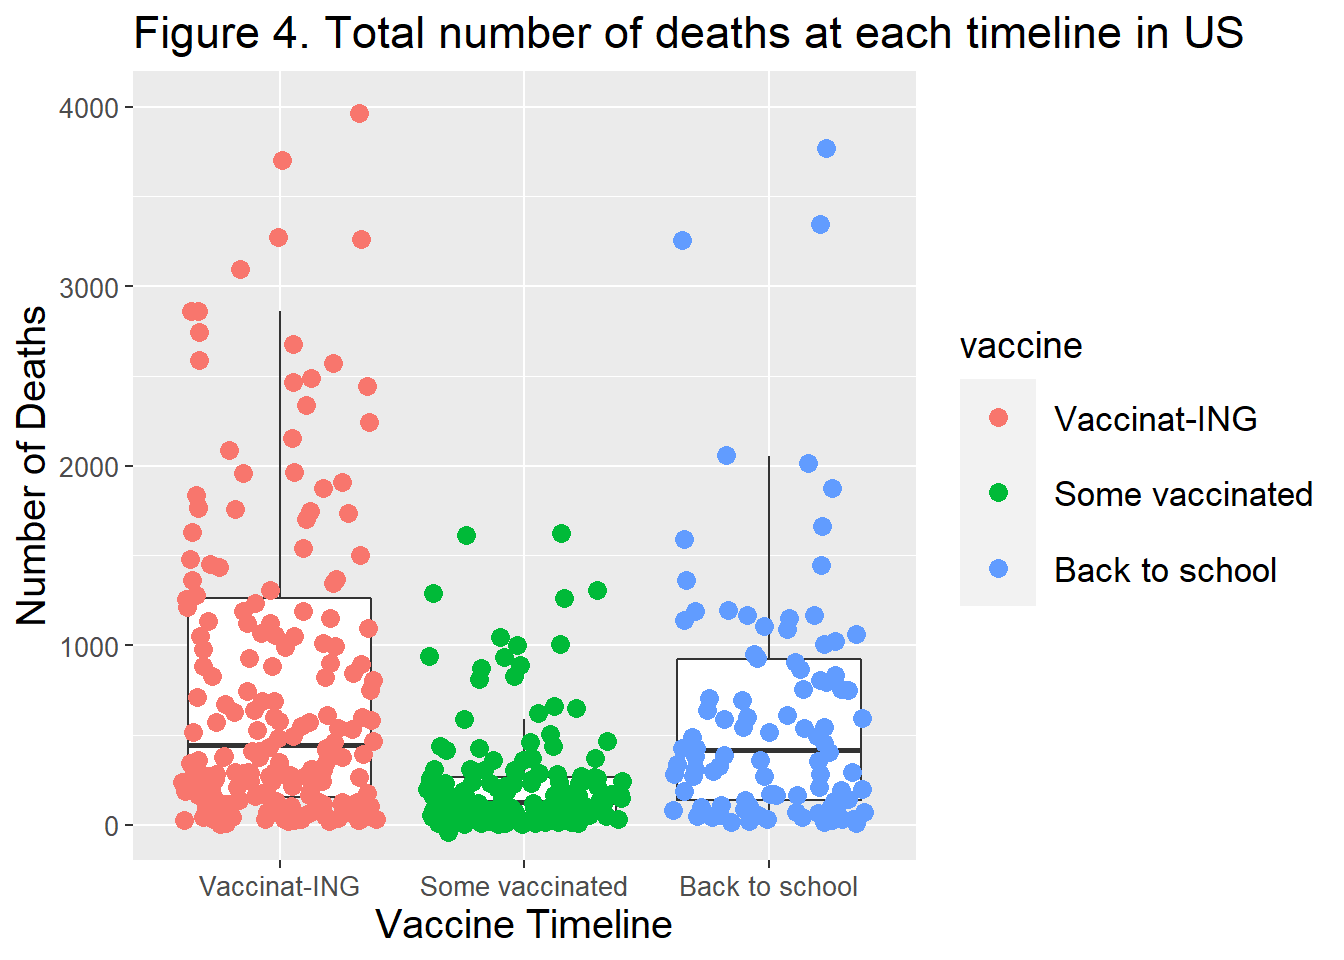 Figure 4. Total number of deaths at each timeline in US
Number of Deaths
4000
3000
2000
1000
0
Vaccinat-ING
Some vaccinated
Back to school
Vaccine Timeline
vaccine
Vaccinat-ING
Some vaccinated
Back to school